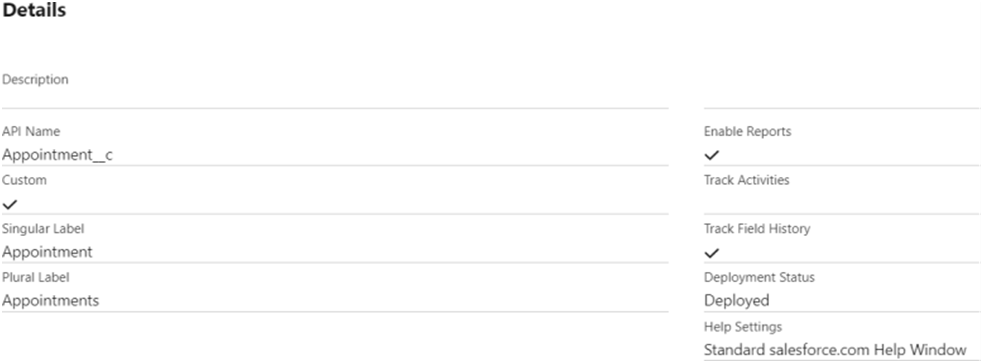 Details
Description
API Name
Appointment__c
Custom
Singular Label
Appointment
Plural Label
Appointments
Enable Reports
Track Activities
Track Field History
Deployment Status
Deployed
Help Settings
Standard salesforce.com Help Window